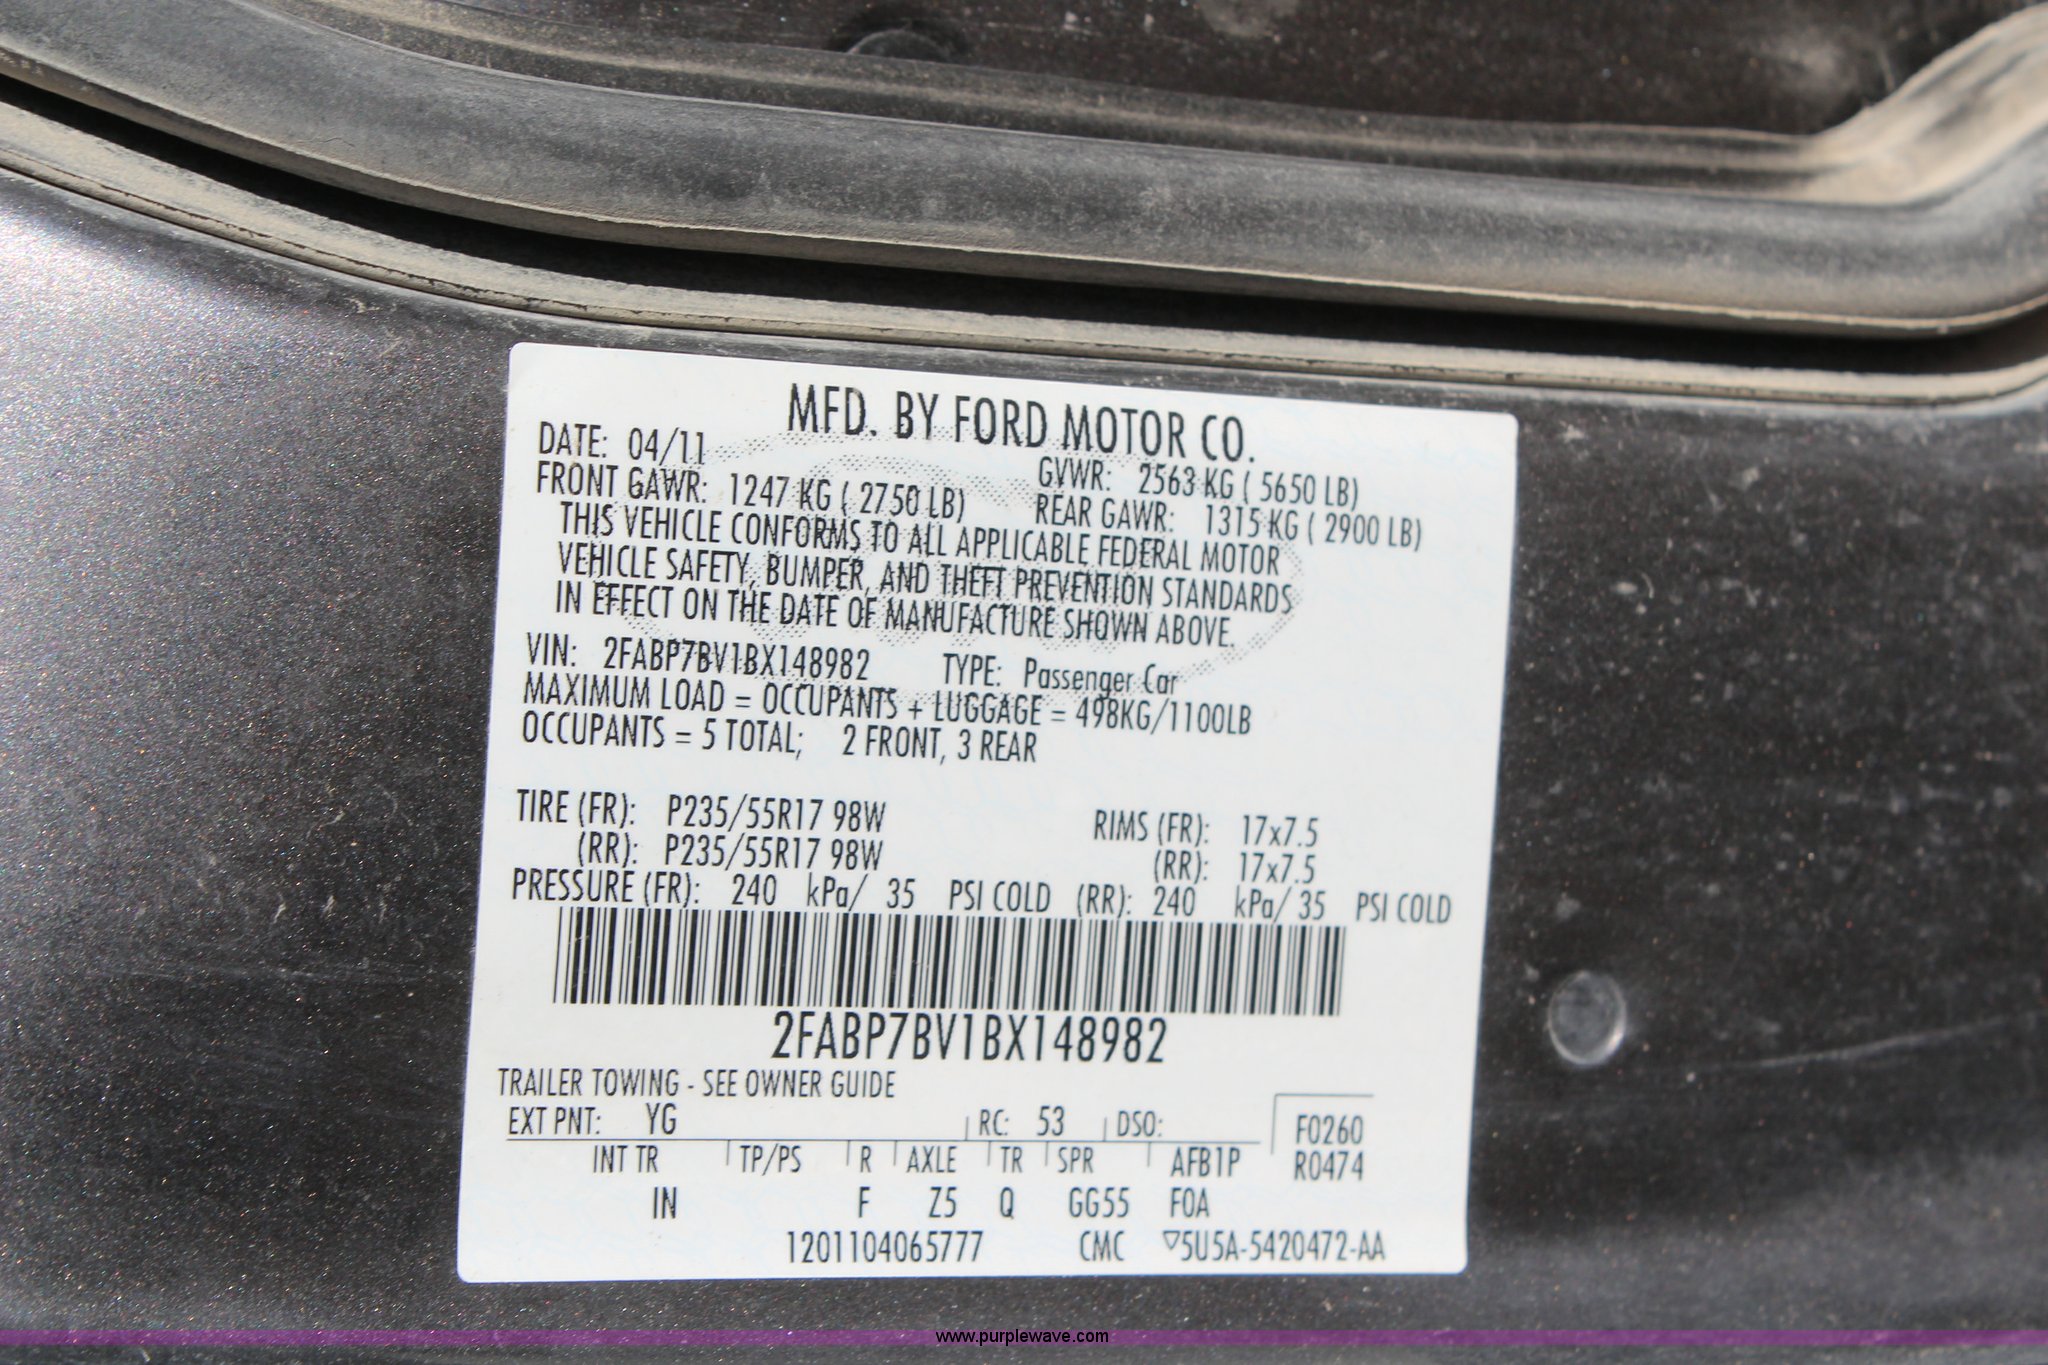 MFD. BY FORD MOTOR CO.
DATE: 04/11 GVWR: 2563 KG ( 5650 LB)
FRONT GAWR: 1247 KG ( 2750 LB) REAR GAWR: 1315 KG ( 2900 LB)
THIS VEHICLE CONFORMS TO ALL APPLICABLE FEDERAL MOTOR
VEHICLE SAFETY, BUMPER, AND THEFT PREVENTION STANDARDS
IN EFFECT ON THE DATE OF MANUFACTURE SHOWN ABOVE.
VIN: 2FABP7BV1BX148982 TYPE: Passenger Car
MAXIMUM LOAD = OCCUPANTS + LUGGAGE = 498KG/1100LB
OCCUPANTS = 5 TOTAL; 2 FRONT, 3 REAR
TIRE (FR): P235/55R17 98W RIMS (FR): 17x7.5
(RR): P235/55R17 98W (RR): 17x7.5
PRESSURE (FR): 240 kPa/ 35 PSI COLD (RR): 240 kPa/ 35 PSI COLD
2FABP7BV1BX148982
TRAILER TOWING - SEE OWNER GUIDE
EXT PNT: YG RC: 53 DSO: F0260
INT TR TP/PS R AXLE TR SPR AFB1P R0474
IN F Z5 Q GG55 F0A
1201104065777 CMC ▽5U5A-5420472-AA
www.purplewave.com